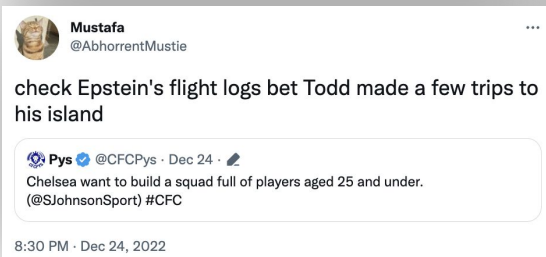 Mustafa
@AbhorrentMustie
check Epstein's flight logs bet Todd made a few trips to
his island
Pys @CFCPys · Dec 24 ·
Chelsea want to build a squad full of players aged 25 and under.
(@SJohnsonSport) #CFC
8:30 PM · Dec 24, 2022